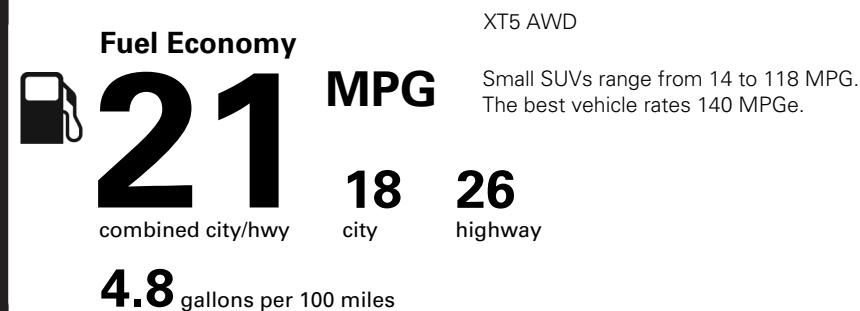 XT5 AWD
Fuel Economy
21 MPG
Small SUVs range from 14 to 118 MPG.
The best vehicle rates 140 MPGe.
18 26
combined city/hwy city highway
4.8 gallons per 100 miles